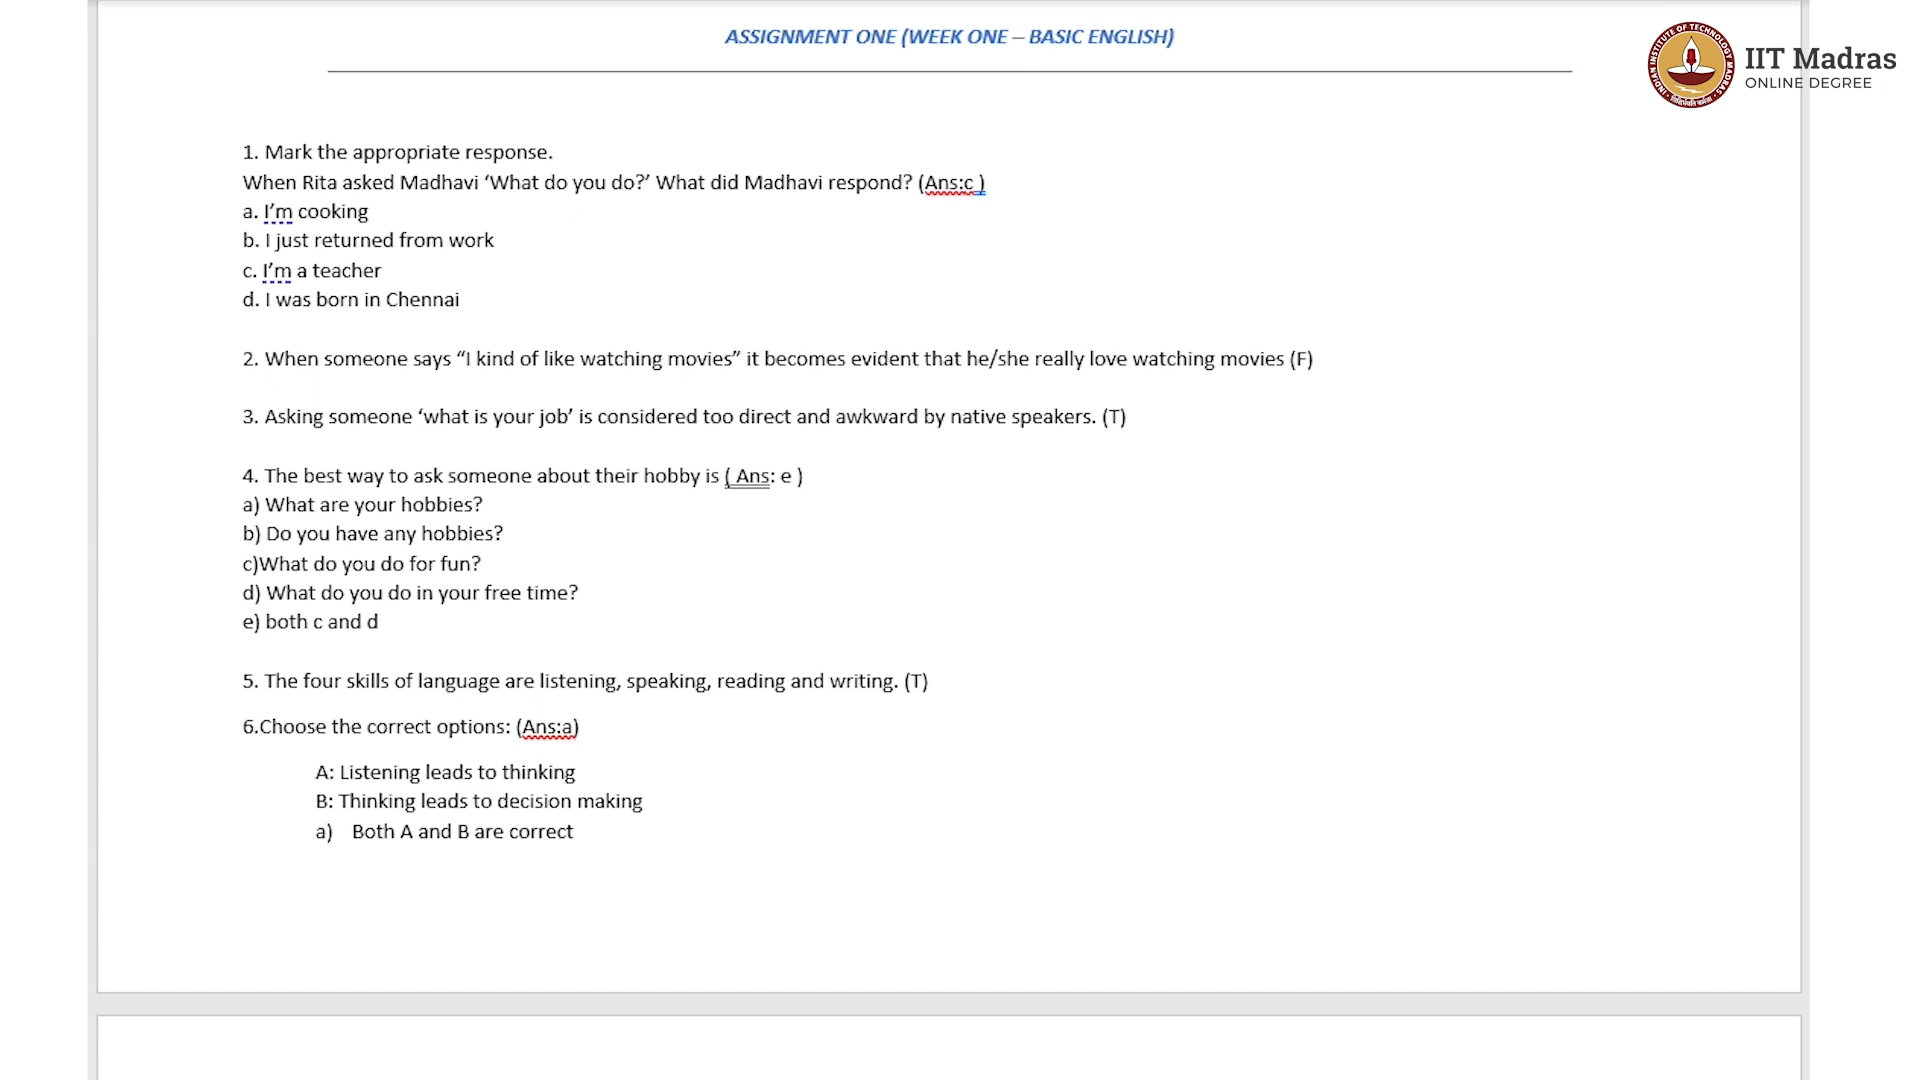 ASSIGNMENT ONE (WEEK ONE – BASIC ENGLISH)
IIT Madras
ONLINE DEGREE
1. Mark the appropriate response.
When Rita asked Madhavi ‘What do you do?’ What did Madhavi respond? (Ans:c )
a. I’m cooking
b. I just returned from work
c. I’m a teacher
d. I was born in Chennai
2. When someone says “I kind of like watching movies” it becomes evident that he/she really love watching movies (F)
3. Asking someone ‘what is your job’ is considered too direct and awkward by native speakers. (T)
4. The best way to ask someone about their hobby is ( Ans: e )
a) What are your hobbies?
b) Do you have any hobbies?
c)What do you do for fun?
d) What do you do in your free time?
e) both c and d
5. The four skills of language are listening, speaking, reading and writing. (T)
6.Choose the correct options: (Ans:a)
A: Listening leads to thinking
B: Thinking leads to decision making
a) Both A and B are correct